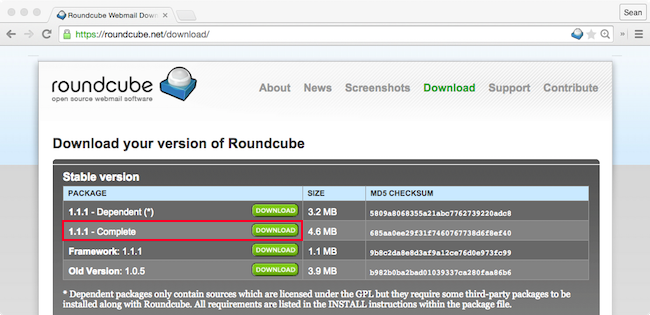 Roundcube Webmail Down
Sean
https://roundcube.net/download/
roundcube
open source webmail software
About News Screenshots Download Support Contribute
Download your version of Roundcube
Stable version
PACKAGE SIZE MD5 CHECKSUM
1.1.1 - Dependent (*) DOWNLOAD 3.2 MB 5809a8068355a21abc7762739220adc8
1.1.1 - Complete DOWNLOAD 4.6 MB 685aa0ee29f31f7460767738d6f8ef40
Framework: 1.1.1 DOWNLOAD 1.1 MB 9b8c2da8e8d3af9a12ce76d0e973fc99
Old Version: 1.0.5 DOWNLOAD 3.9 MB b982b0ba2bad01039337ca280faa86b6
* Dependent packages only contain sources which are licensed under the GPL but they require some third-party packages to be
installed along with Roundcube. All requirements are listed in the INSTALL instructions within the package file.